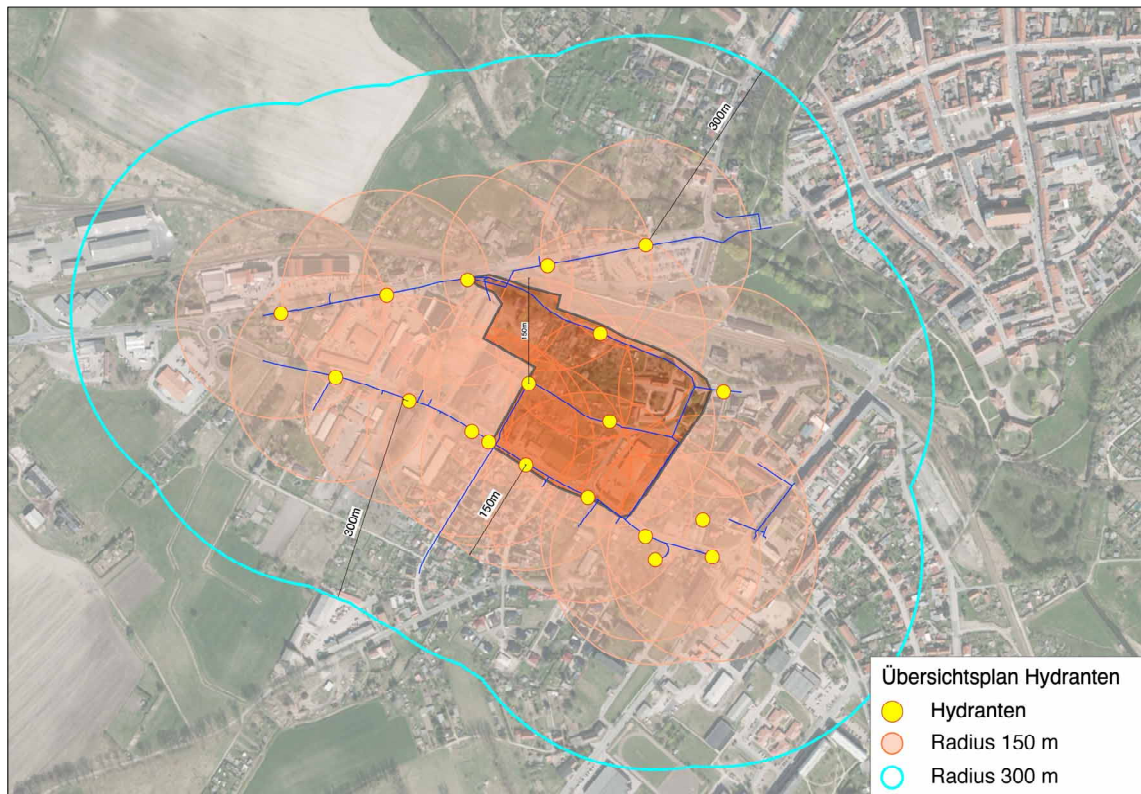 300m
150m
300m
150m
Übersichtsplan Hydranten
Hydranten
Radius 150 m
Radius 300 m